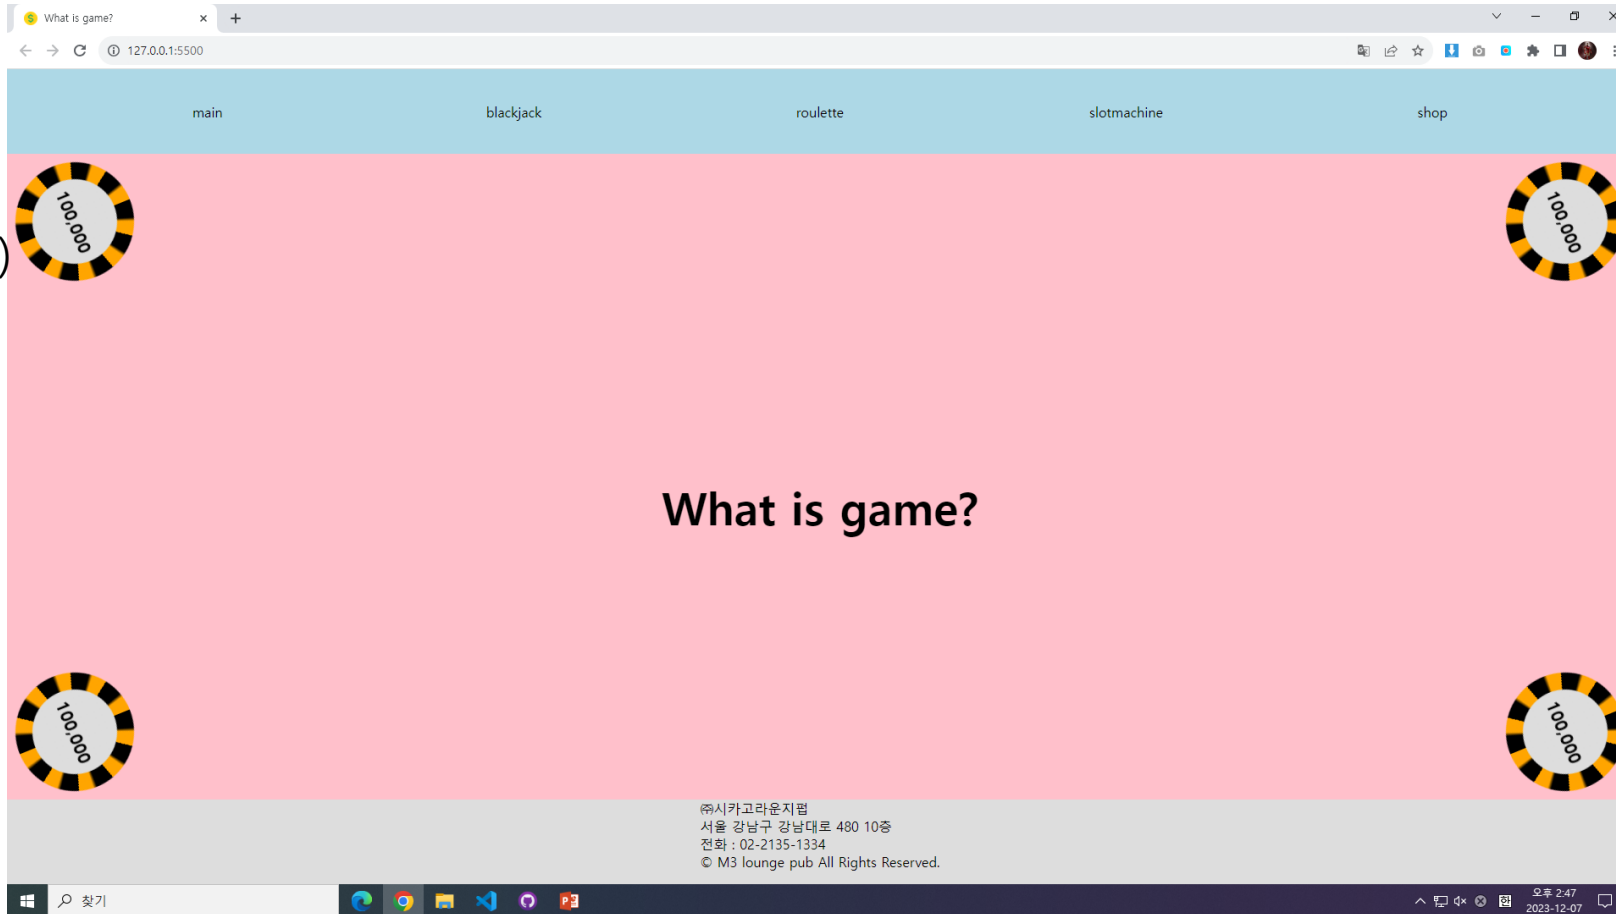 What is game?
127.0.0.1:5500
main
blackjack
roulette
slotmachine
shop
100,000
100,000
What is game?
100,000
100,000
㈜시카고라운지펍
서울 강남구 강남대로 480 10층
전화 : 02-2135-1334
© M3 lounge pub All Rights Reserved.
찾기
한
오후 2:47
2023-12-07